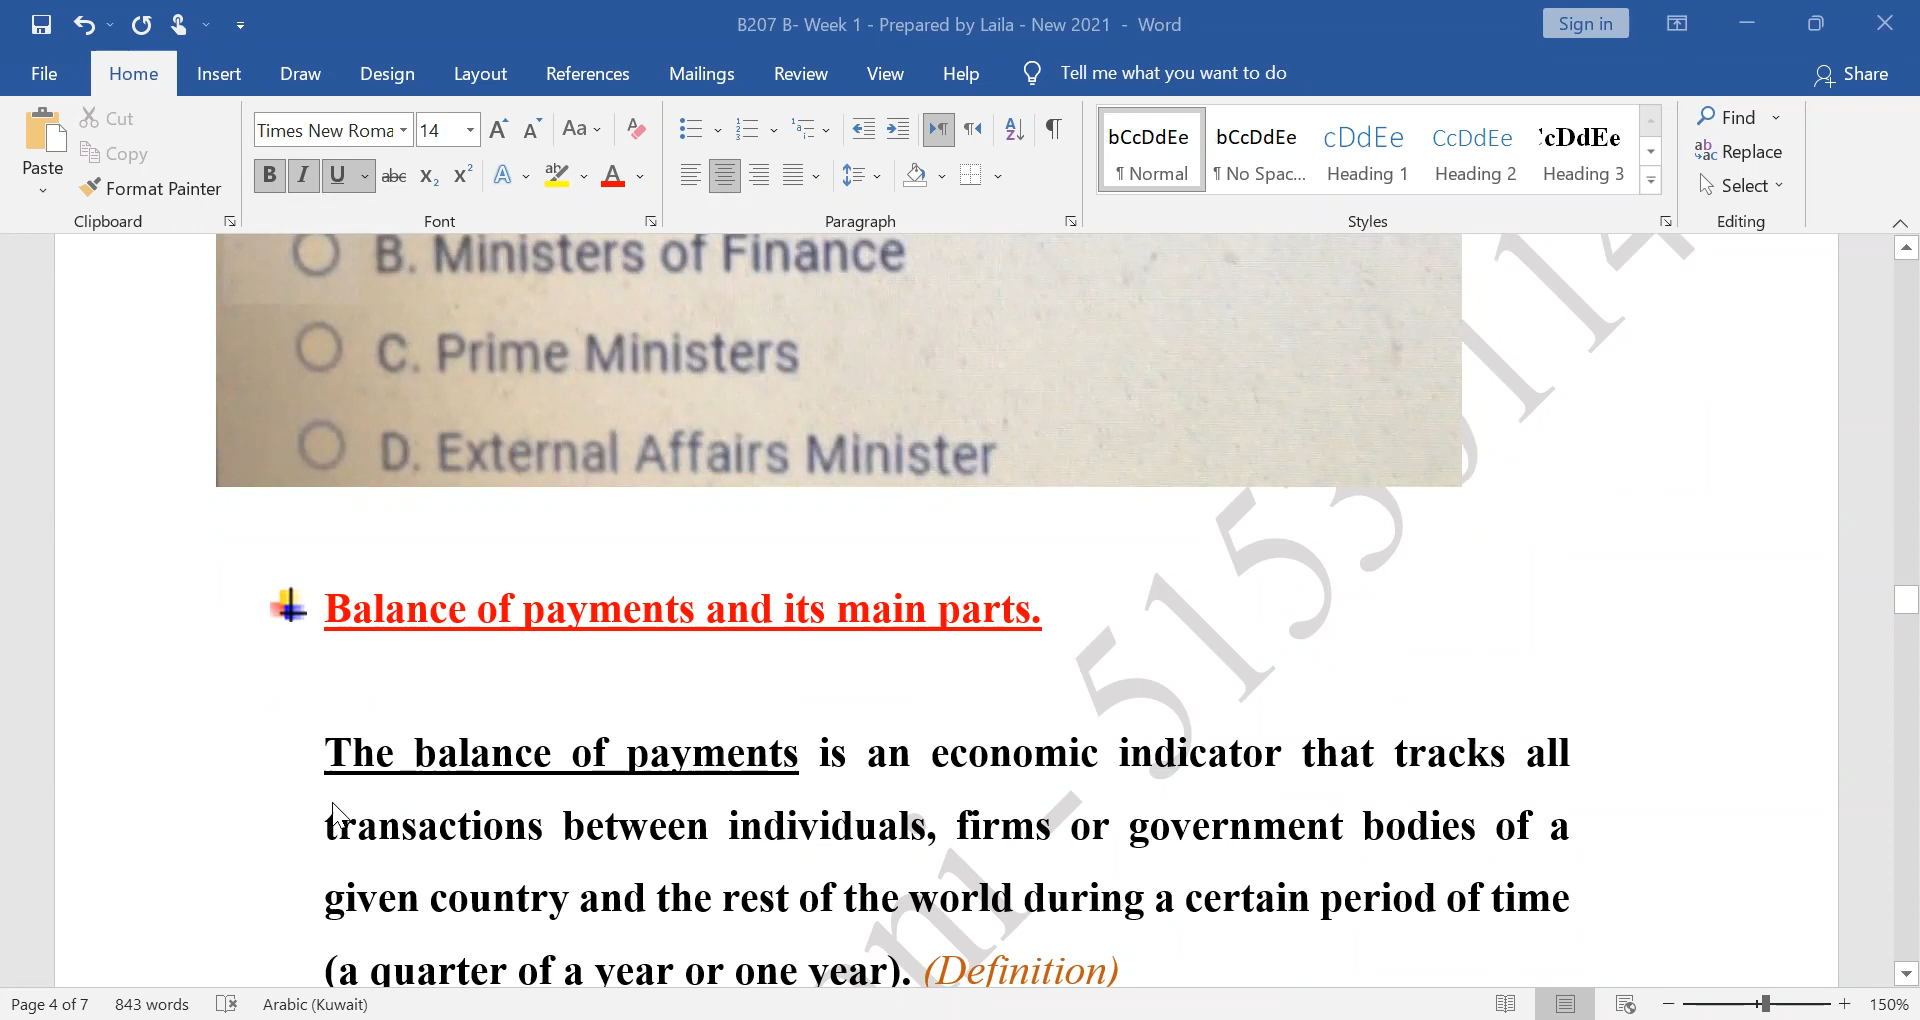 B207 B- Week 1 - Prepared by Laila - New 2021 - Word
Sign in
File Home Insert Draw Design Layout References Mailings Review View Help Tell me what you want to do
Share
Paste
Cut
Copy
Format Painter
Clipboard
Times New Roma 14
Font
Paragraph
bCcDdEe bCcDdEe cDdEe CcDdEe cDdEe
¶ Normal ¶ No Spac... Heading 1 Heading 2 Heading 3
Styles
Find
Replace
Select
Editing
B. Ministers of Finance
C. Prime Ministers
D. External Affairs Minister
Balance of payments and its main parts.
The balance of payments is an economic indicator that tracks all
transactions between individuals, firms or government bodies of a
given country and the rest of the world during a certain period of time
(a quarter of a year or one year). (Definition)
Page 4 of 7 843 words Arabic (Kuwait)
150%